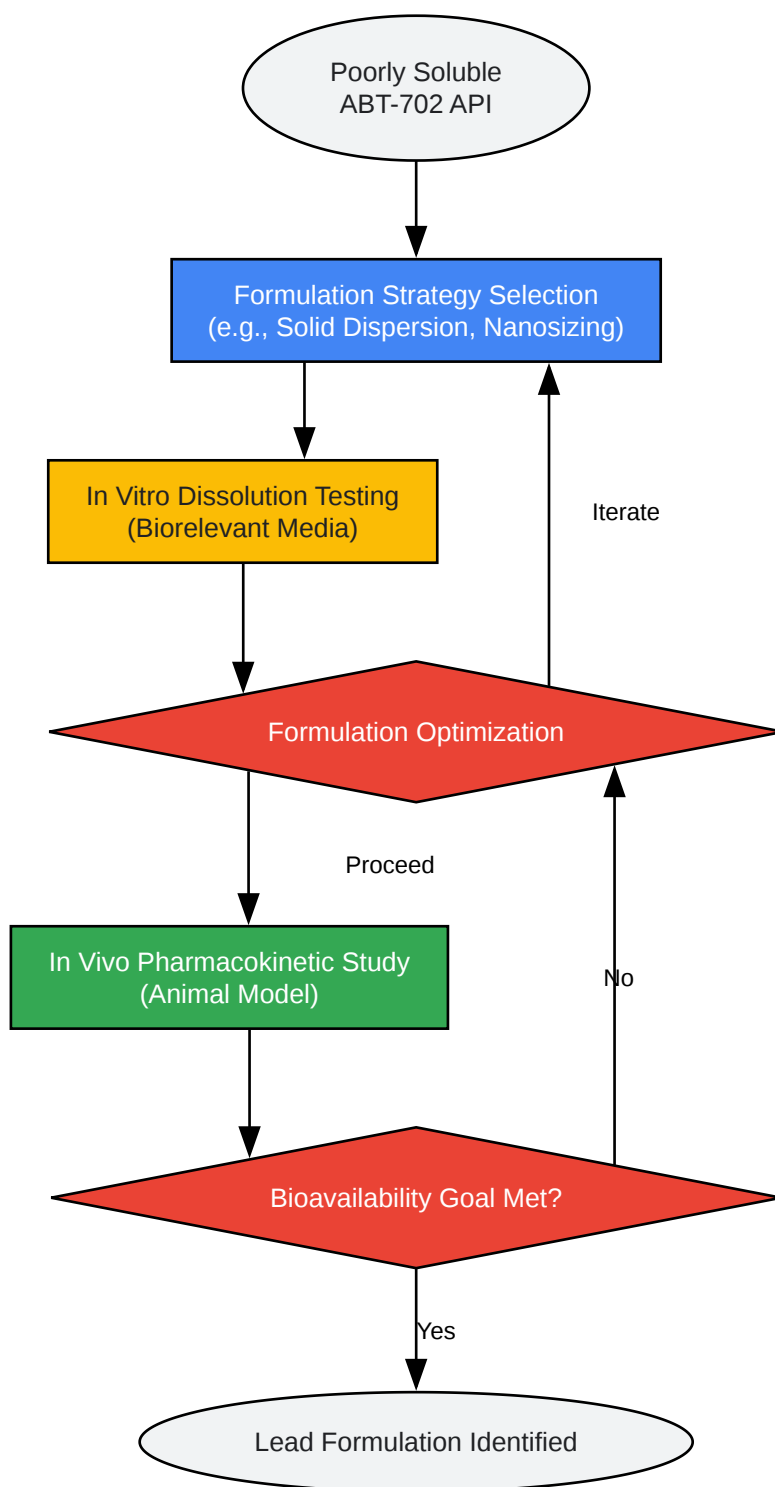 Poorly Soluble
ABT-702 API
Formulation Strategy Selection
(e.g., Solid Dispersion, Nanosizing)
In Vitro Dissolution Testing
(Biorelevant Media)
Iterate
Formulation Optimization
Proceed
In Vivo Pharmacokinetic Study
(Animal Model)
No
Bioavailability Goal Met?
Yes
Lead Formulation Identified